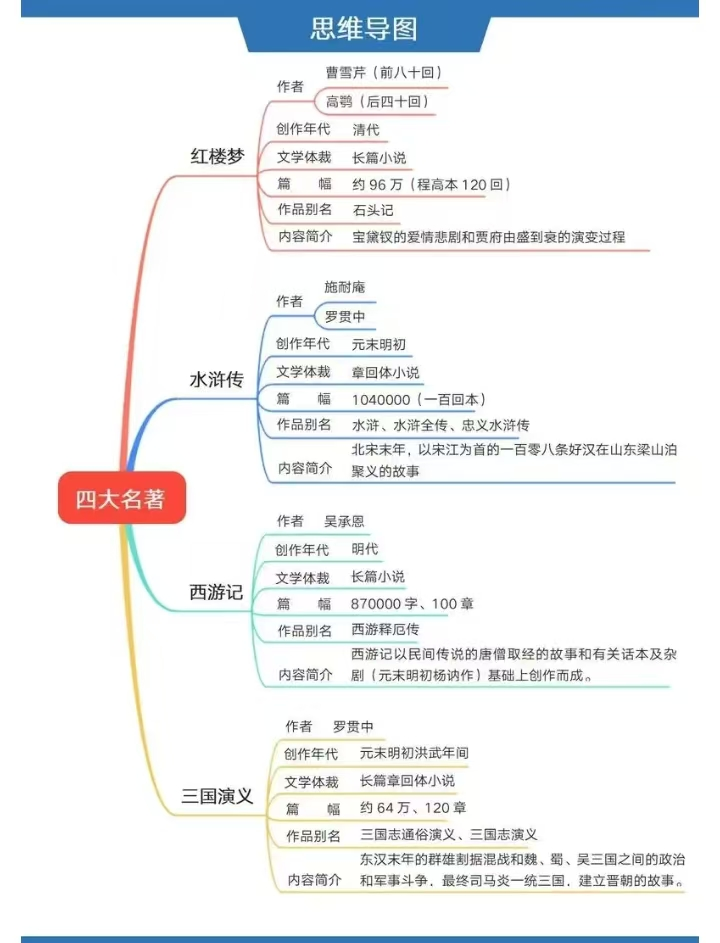 思维导图
四大名著
红楼梦
作者
曹雪芹（前八十回）
高鹗（后四十回）
创作年代 清代
文学体裁 长篇小说
篇 幅 约 96 万（程高本 120 回）
作品别名 石头记
内容简介 宝黛钗的爱情悲剧和贾府由盛到衰的演变过程
水浒传
作者
施耐庵
罗贯中
创作年代 元末明初
文学体裁 章回体小说
篇 幅 1040000（一百回本）
作品别名 水浒、水浒全传、忠义水浒传
内容简介
北宋末年，以宋江为首的一百零八条好汉在山东梁山泊
聚义的故事
西游记
作者 吴承恩
创作年代 明代
文学体裁 长篇小说
篇 幅 870000 字、100 章
作品别名 西游释厄传
内容简介
西游记以民间传说的唐僧取经的故事和有关话本及杂
剧（元末明初杨讷作）基础上创作而成。
三国演义
作者 罗贯中
创作年代 元末明初洪武年间
文学体裁 长篇章回体小说
篇 幅 约 64 万、120 章
作品别名 三国志通俗演义、三国志演义
内容简介
东汉末年的群雄割据混战和魏、蜀、吴三国之间的政治
和军事斗争，最终司马炎一统三国，建立晋朝的故事。